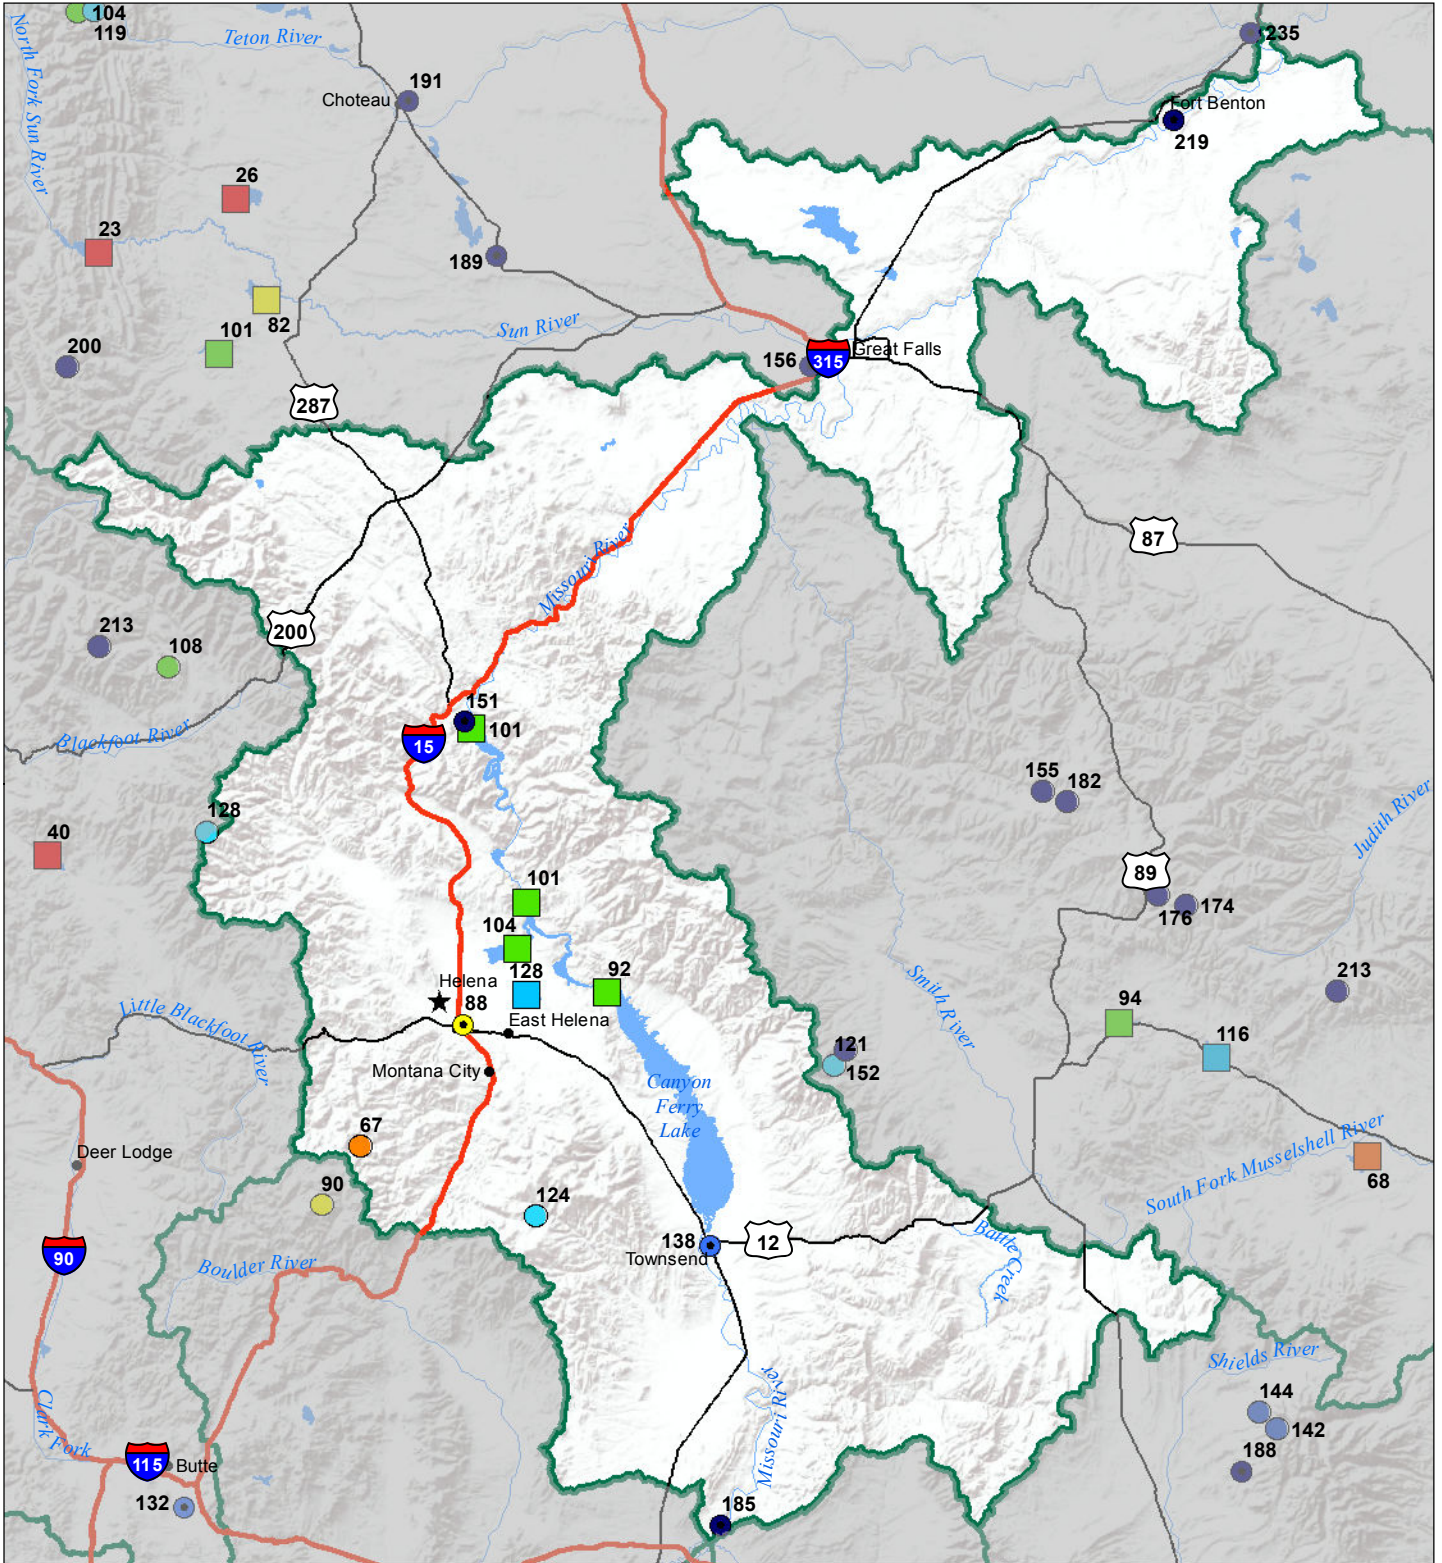 104
119
Teton River
235
North Fork Sun River
191
Choteau
Fort Benton
219
26
23
189
82
101
Sun River
200
156
315
Great Falls
287
87
Missouri River
200
213
108
151
101
Blackfoot River
15
155
182
Judith River
128
40
89
176
174
101
104
128
92
Helena
88
East Helena
Little Blackfoot River
Smith River
213
94
116
Montana City
121
152
Canyon
Ferry
Lake
67
Deer Lodge
90
124
South Fork Musselshell River
68
138
Townsend
12
Battle Creek
90
Boulder River
Shields River
Missouri River
144
142
188
Clark Fork
115
Butte
132
185